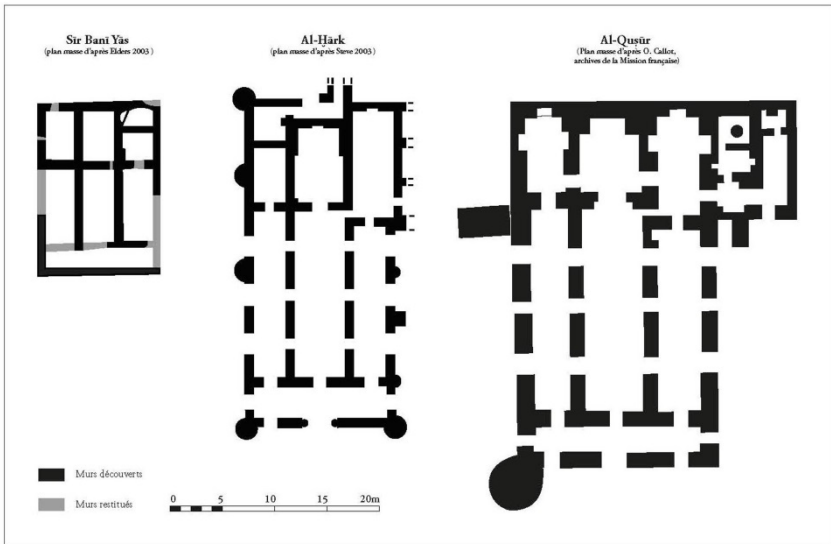 Sīr Banī Yās
(plan masse d'après Elders 2003 )
Al-Ḫārk
(plan masse d'après Steve 2003 )
Al-Quṣūr
(Plan masse d'après O. Callot,
archives de la Mission française)
Murs découverts
Murs restitués
0 5 10 15 20m